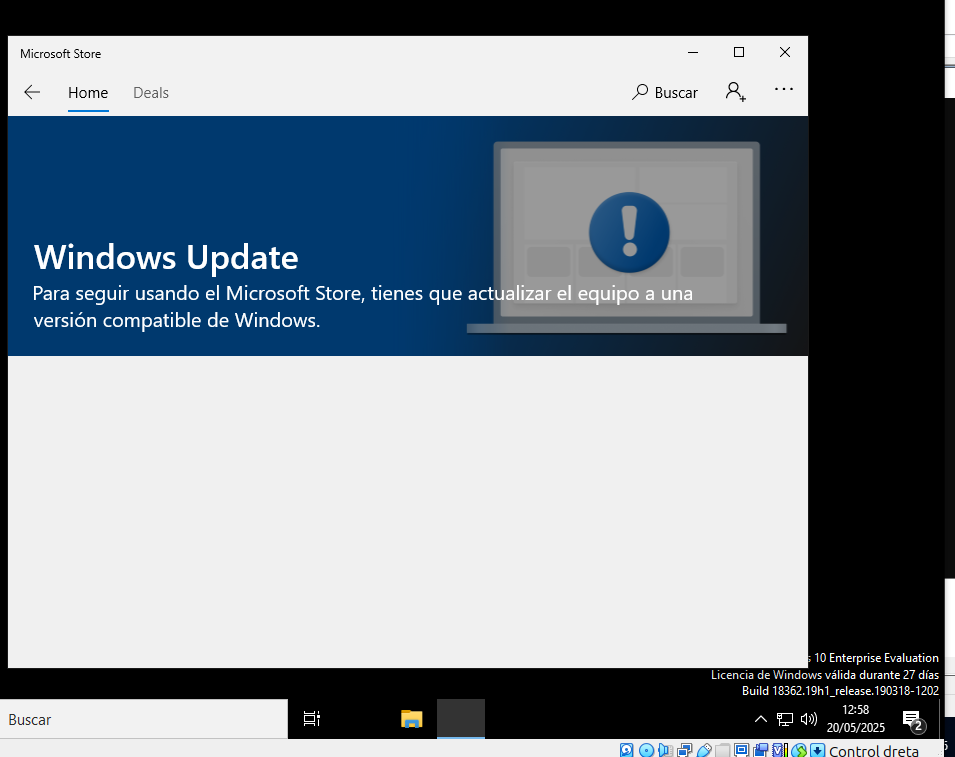 Microsoft Store
Home
Deals
Buscar
Windows Update
Para seguir usando el Microsoft Store, tienes que actualizar el equipo a una
versión compatible de Windows.
10 Enterprise Evaluation
Licencia de Windows válida durante 27 días
Build 18362.19h1_release.190318-1202
Buscar
12:58
20/05/2025
2
Control dreta